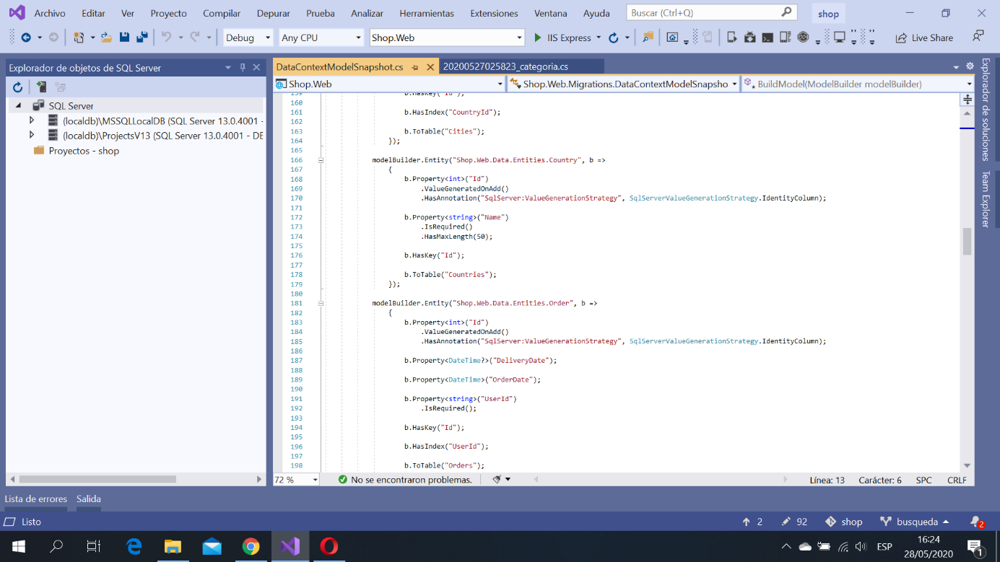 Archivo Editar Ver Proyecto Compilar Depurar Prueba Analizar Herramientas Extensiones Ventana Ayuda Buscar (Ctrl+Q) shop
Debug Any CPU Shop.Web IIS Express Live Share
Explorador de objetos de SQL Server
SQL Server
(localdb)\MSSQLLocalDB (SQL Server 13.0.4001 -
(localdb)\ProjectsV13 (SQL Server 13.0.4001 - DE
Proyectos - shop
DataContextModelSnapshot.cs 20200527025823_categoria.cs
Shop.Web Shop.Web.Migrations.DataContextModelSnapsho BuildModel(ModelBuilder modelBuilder)
159 b.HasKey("Id");
160
161 b.HasIndex("CountryId");
162
163 b.ToTable("Cities");
164 });
165
166 modelBuilder.Entity("Shop.Web.Data.Entities.Country", b =>
167 {
168 b.Property<int>("Id")
169 .ValueGeneratedOnAdd()
170 .HasAnnotation("SqlServer:ValueGenerationStrategy", SqlServerValueGenerationStrategy.IdentityColumn);
171
172 b.Property<string>("Name")
173 .IsRequired()
174 .HasMaxLength(50);
175
176 b.HasKey("Id");
177
178 b.ToTable("Countries");
179 });
180
181 modelBuilder.Entity("Shop.Web.Data.Entities.Order", b =>
182 {
183 b.Property<int>("Id")
184 .ValueGeneratedOnAdd()
185 .HasAnnotation("SqlServer:ValueGenerationStrategy", SqlServerValueGenerationStrategy.IdentityColumn);
186
187 b.Property<DateTime?>("DeliveryDate");
188
189 b.Property<DateTime>("OrderDate");
190
191 b.Property<string>("UserId")
192 .IsRequired();
193
194 b.HasKey("Id");
195
196 b.HasIndex("UserId");
197
198 b.ToTable("Orders");
72 % No se encontraron problemas. Línea: 13 Carácter: 6 SPC CRLF
Explorador de soluciones
Team Explorer
Lista de errores Salida
Listo 2 92 shop busqueda 2
ESP 16:24
28/05/2020 1